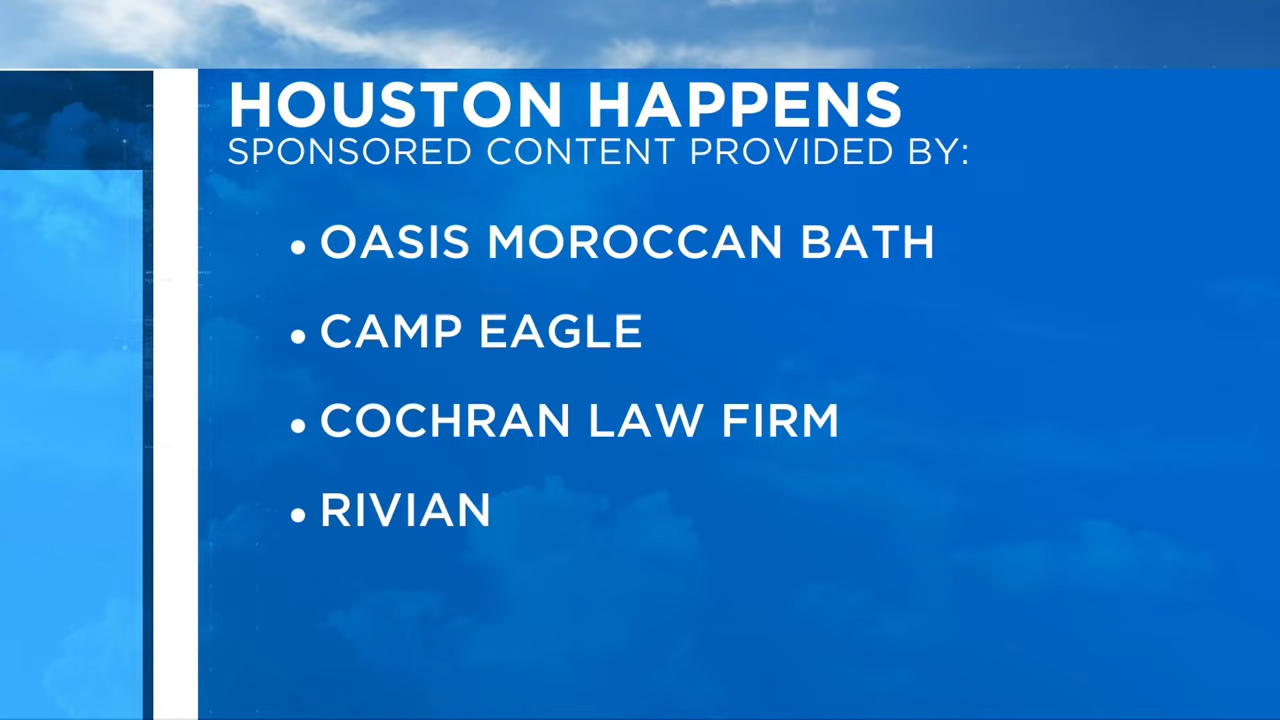 HOUSTON HAPPENS
SPONSORED CONTENT PROVIDED BY:
• OASIS MOROCCAN BATH
• CAMP EAGLE
• COCHRAN LAW FIRM
• RIVIAN